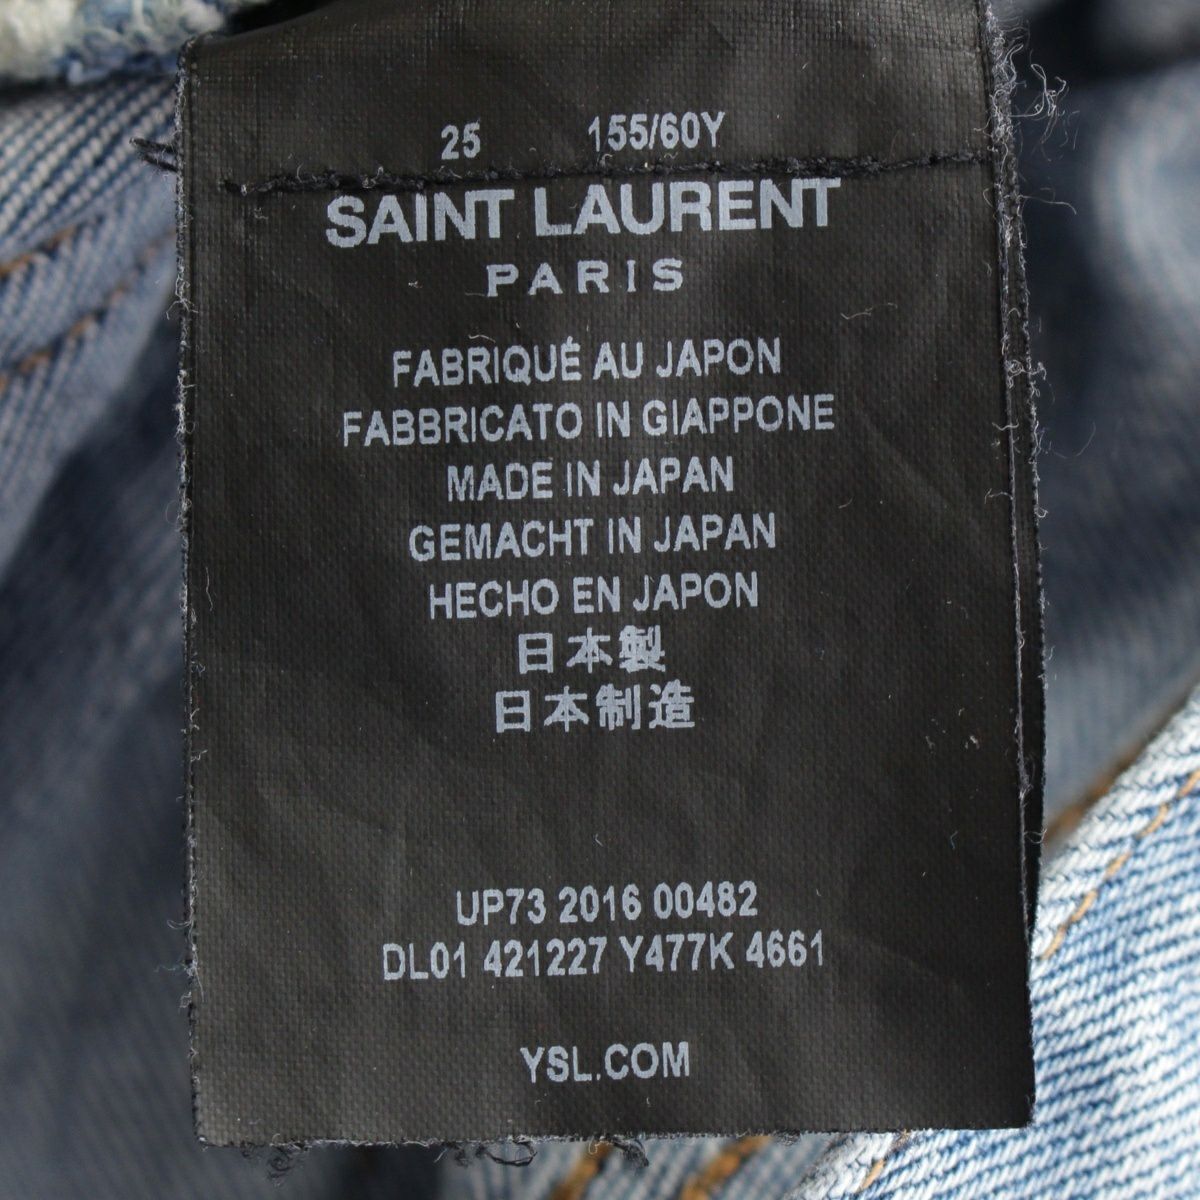 25 155/60Y
SAINT LAURENT
PARIS
FABRIQUÉ AU JAPON
FABBRICATO IN GIAPPONE
MADE IN JAPAN
GEMACHT IN JAPAN
HECHO EN JAPON
日本製
日本制造
UP73 2016 00482
DL01 421227 Y477K 4661
YSL.COM